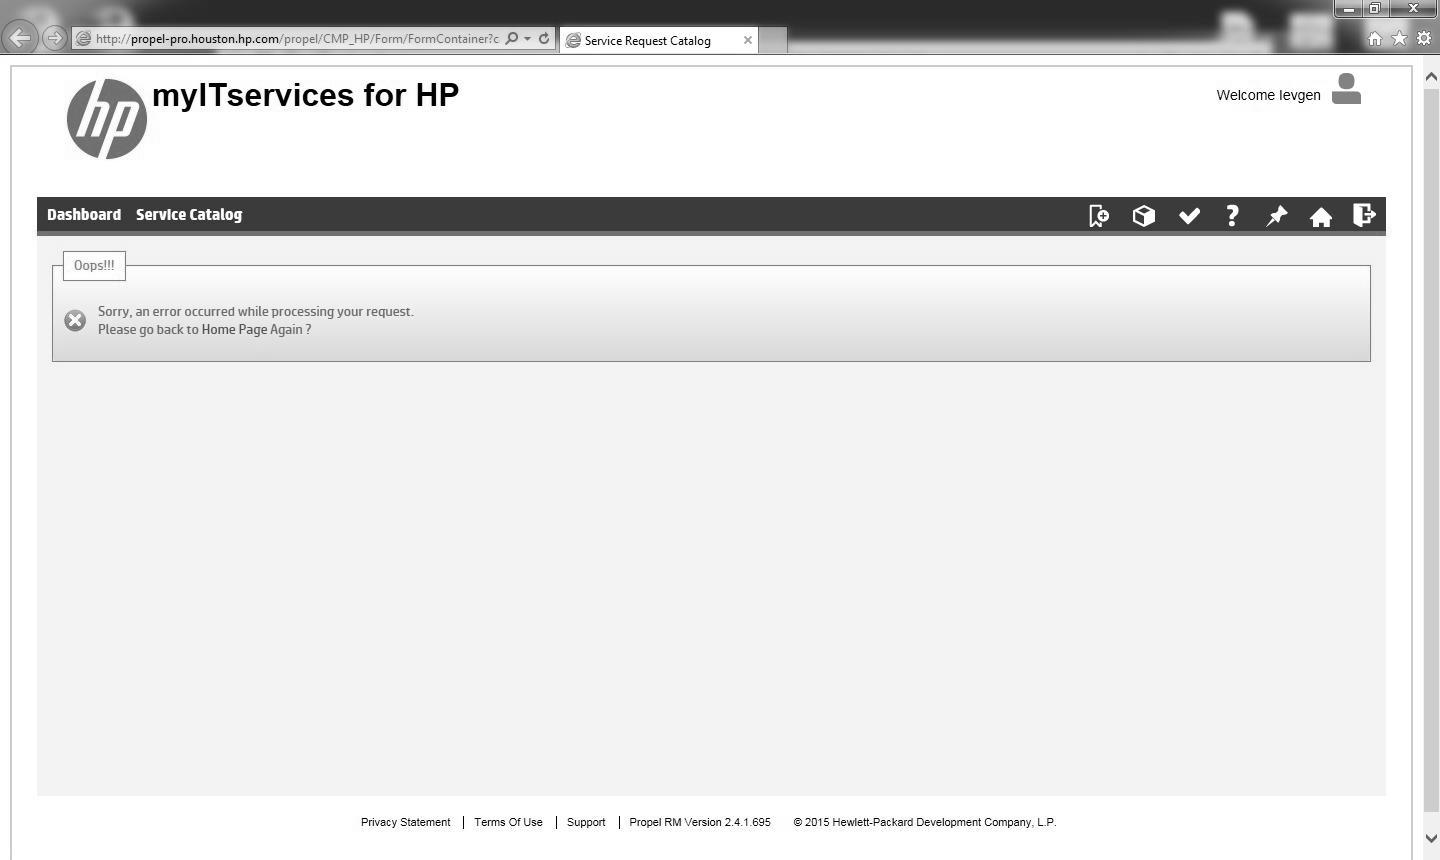 http://propel-pro.houston.hp.com/propel/CMP_HP/Form/FormContainer?c
Service Request Catalog
hp
myITservices for HP
Welcome Ievgen
Dashboard Service Catalog
Oops!!!
Sorry, an error occurred while processing your request.
Please go back to Home Page Again ?
Privacy Statement | Terms Of Use | Support | Propel RM Version 2.4.1.695 © 2015 Hewlett-Packard Development Company, L.P.